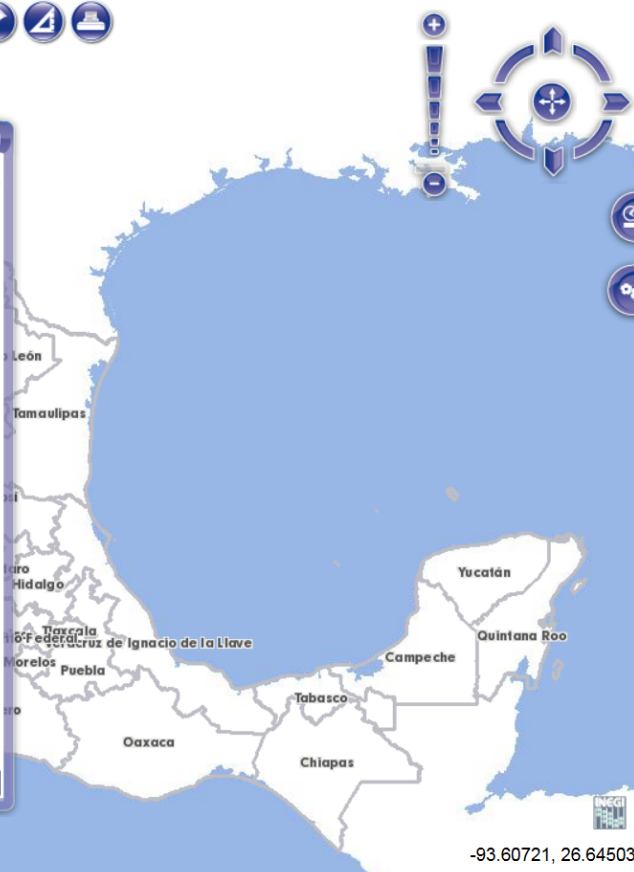 León
Tamaulipas
Hidalgo
Tlaxcala
Veracruz de Ignacio de la Llave
Morelos
Puebla
Oaxaca
Yucatán
Quintana Roo
Campeche
Tabasco
Chiapas
INEGI
-93.60721, 26.64503